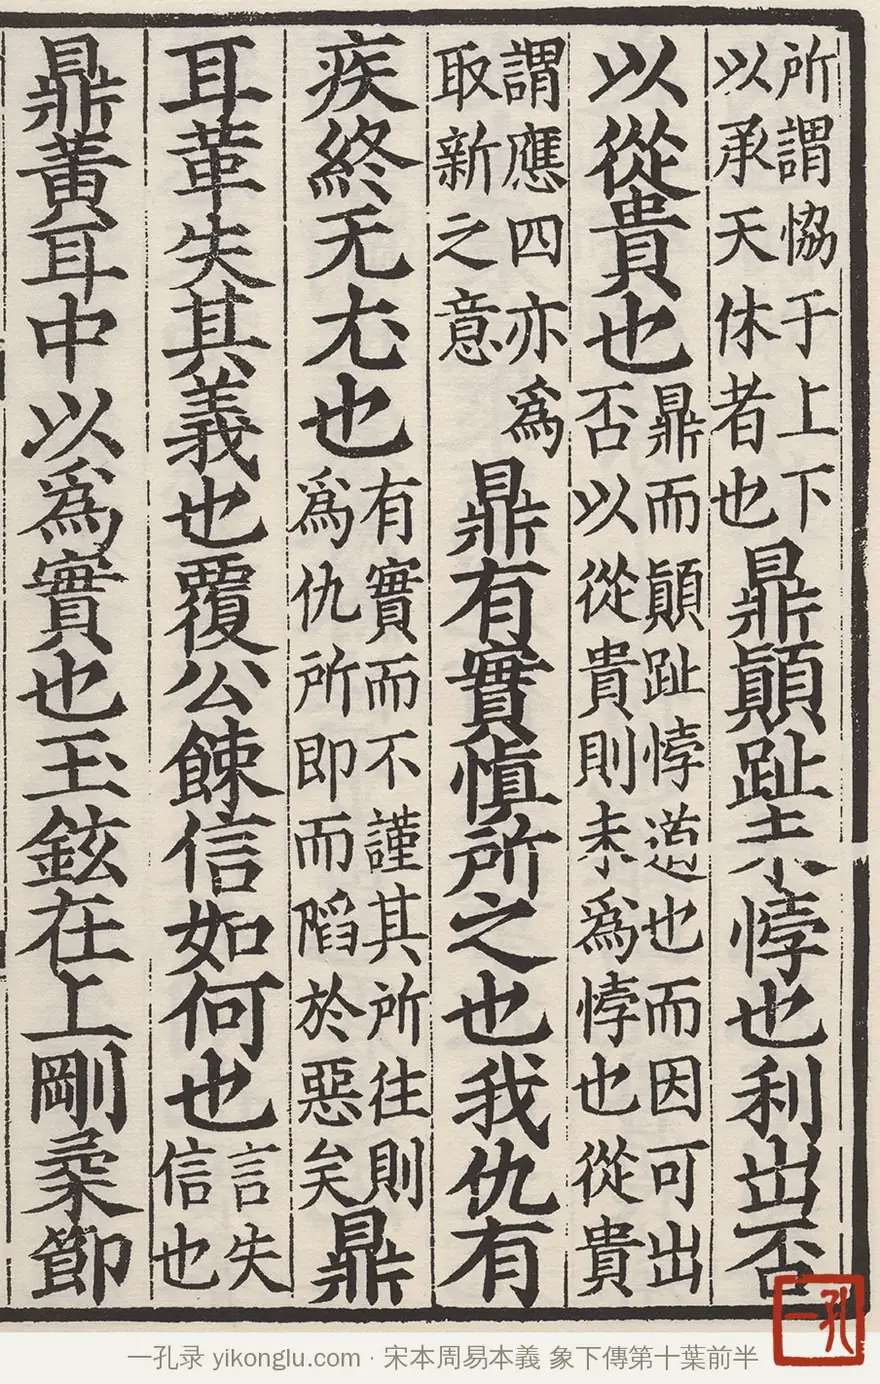 所謂恊于上下
以承天休者也
鼎顚趾未悖也利出否
以從貴也
鼎而顚趾悖道也而因可出
否以從貴則未爲悖也從貴
謂應四亦爲
取新之意
鼎有實愼所之也我仇有
疾終无尤也
有實而不謹其所往則
爲仇所即而陷於惡矣
鼎
耳革失其義也覆公餗信如何也
言失
信也
鼎黃耳中以爲實也玉鉉在上剛柔節
一孔
一孔录 yikonglu.com · 宋本周易本義 象下傳第十葉前半